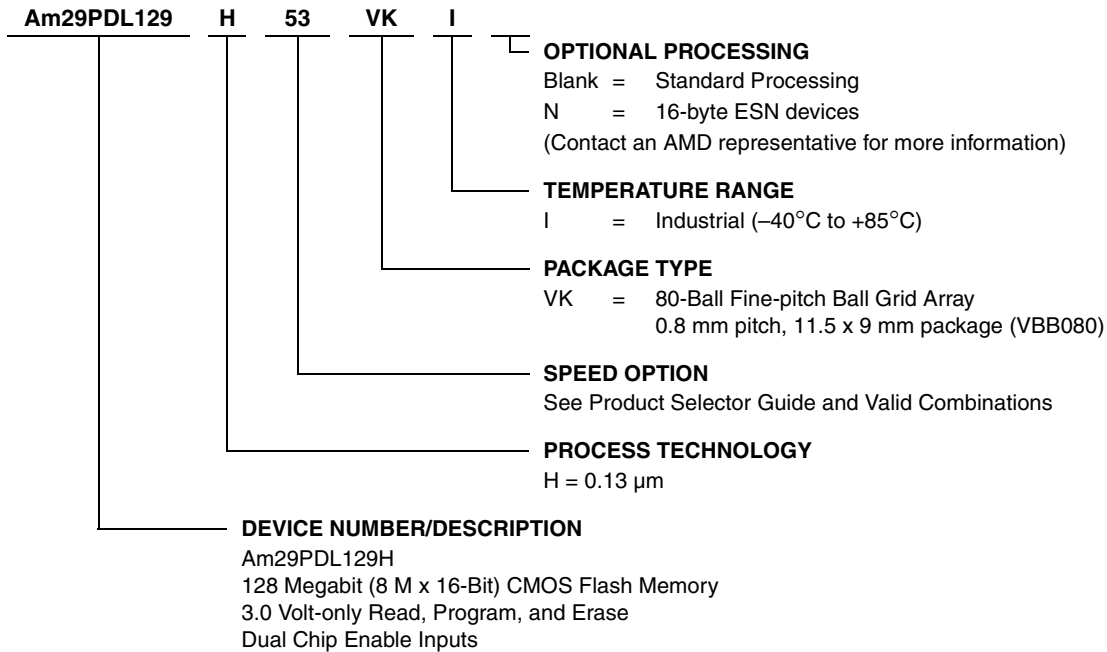 Am29PDL129 H 53 VK I
OPTIONAL PROCESSING
Blank = Standard Processing
N = 16-byte ESN devices
(Contact an AMD representative for more information)
TEMPERATURE RANGE
I = Industrial (–40°C to +85°C)
PACKAGE TYPE
VK = 80-Ball Fine-pitch Ball Grid Array
0.8 mm pitch, 11.5 x 9 mm package (VBB080)
SPEED OPTION
See Product Selector Guide and Valid Combinations
PROCESS TECHNOLOGY
H = 0.13 µm
DEVICE NUMBER/DESCRIPTION
Am29PDL129H
128 Megabit (8 M x 16-Bit) CMOS Flash Memory
3.0 Volt-only Read, Program, and Erase
Dual Chip Enable Inputs